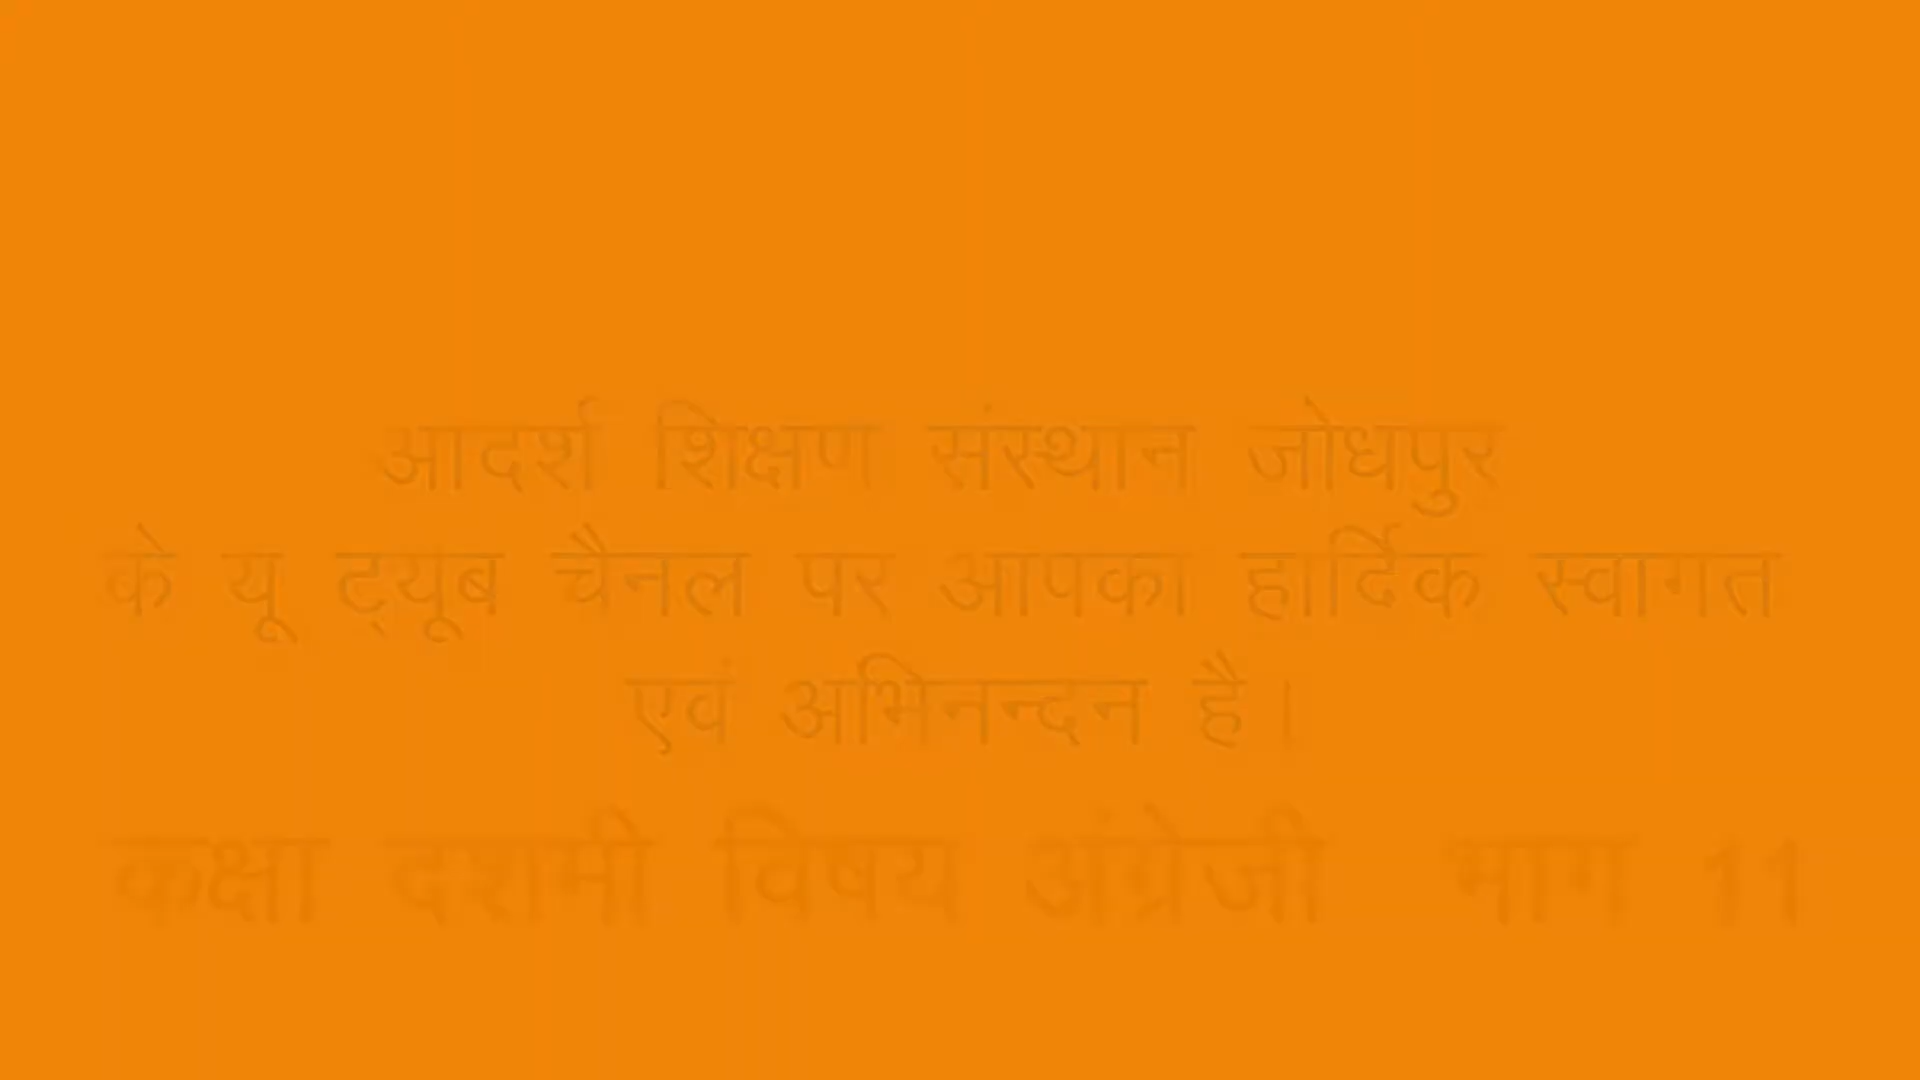 आदर्श शिक्षण संस्थान जोधपुर
के यू ट्यूब चैनल पर आपका हार्दिक स्वागत
एवं अभिनन्दन है।
कक्षा दशमी विषय अंग्रेजी भाग 11